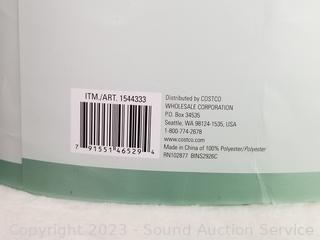 ITM./ART. 1544333
7 91551 46529 4
Distributed by COSTCO
WHOLESALE CORPORATION
P.O. Box 34535
Seattle, WA 98124-1535, USA
1-800-774-2678
www.costco.com
Made in China of 100% Polyester/Polyester
RN102877 BINS2926C
Copyright 2023 - Sound Auction Service